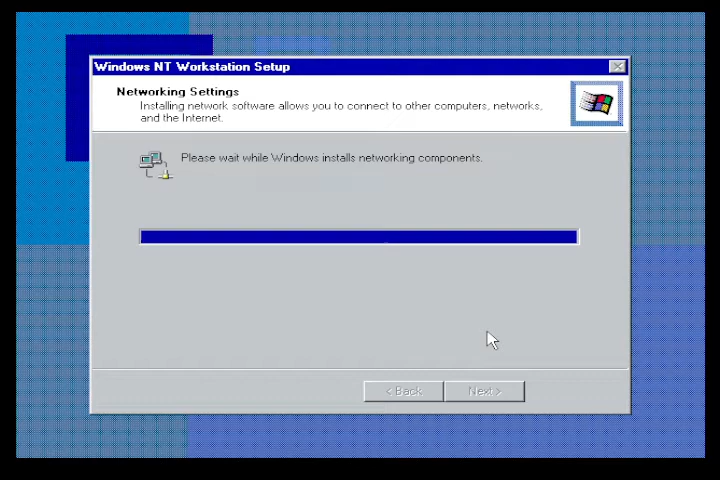 Windows NT Workstation Setup
Networking Settings
Installing network software allows you to connect to other computers, networks,
and the Internet.
Please wait while Windows installs networking components.
< Back
Next >